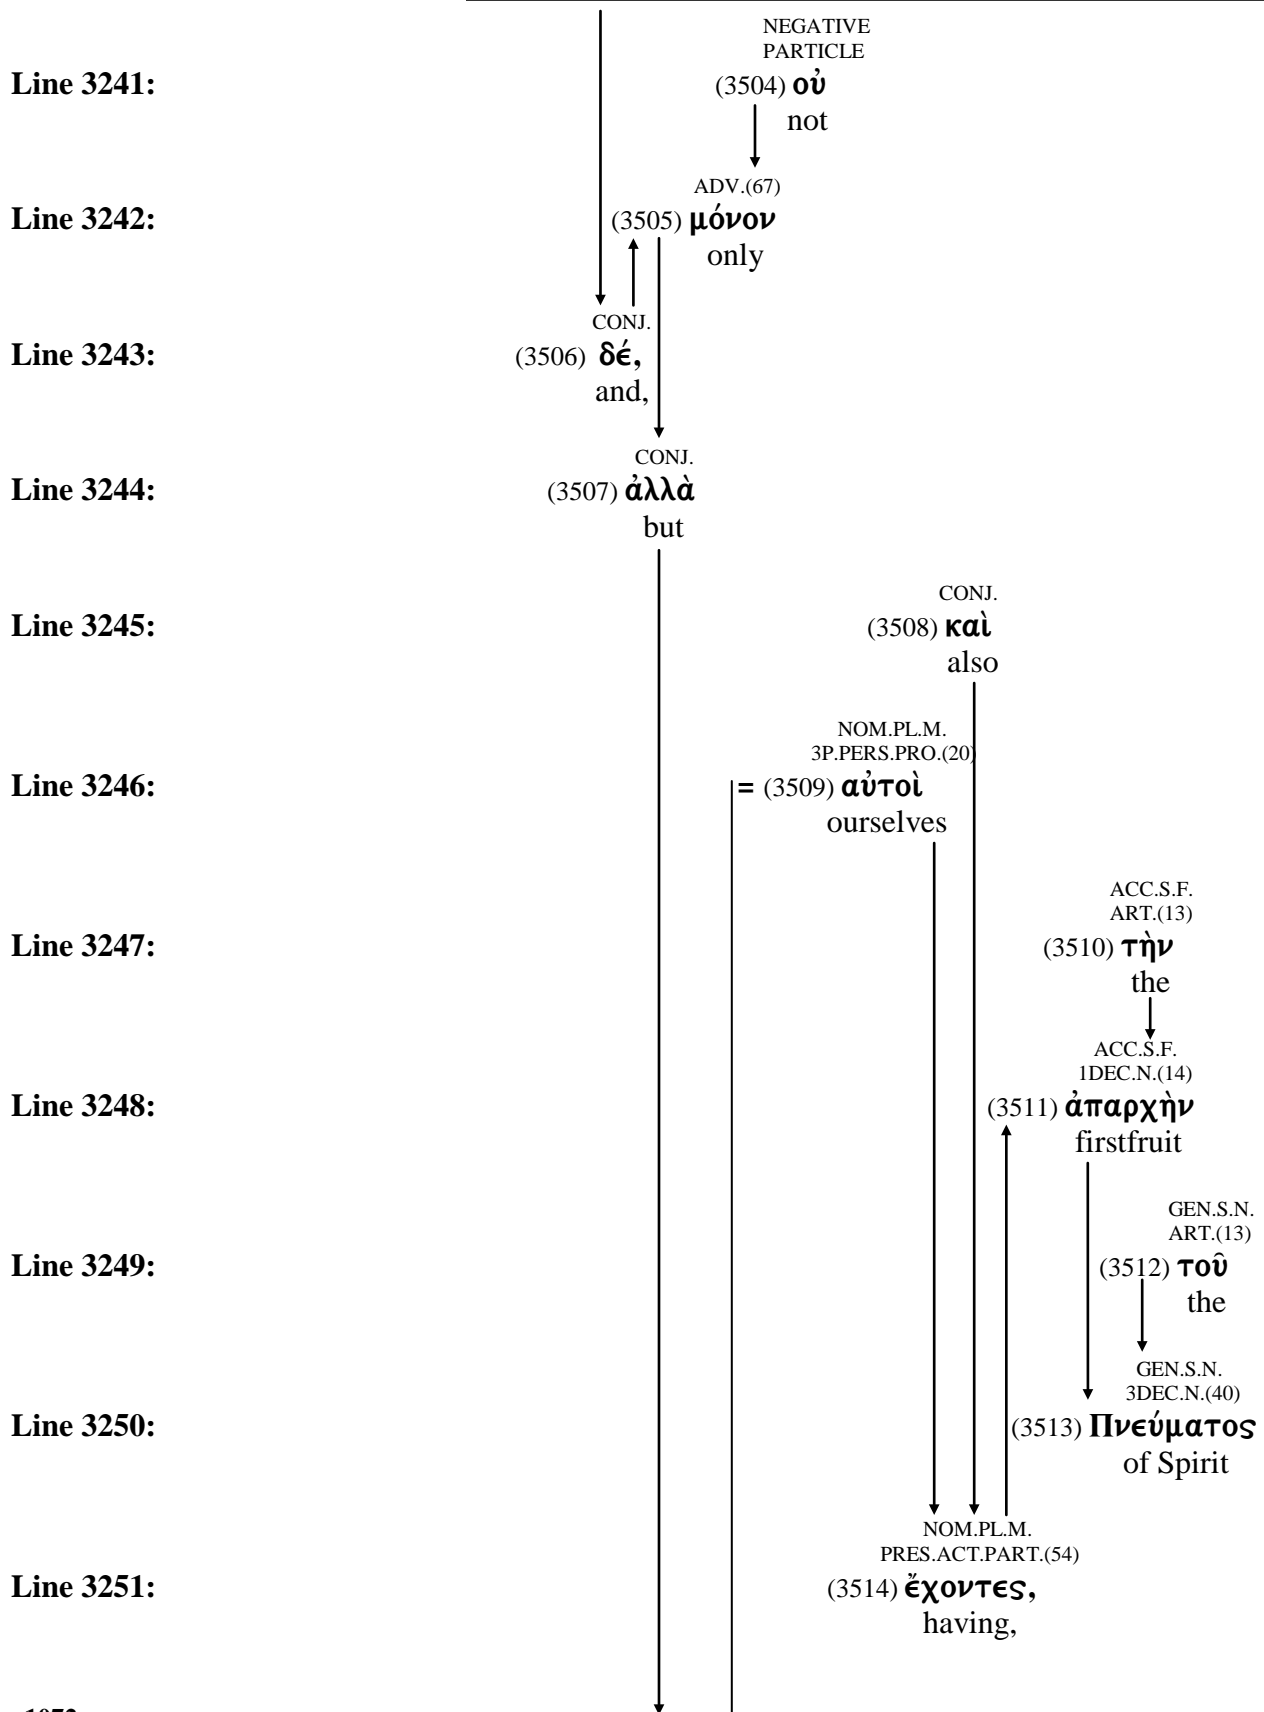 NEGATIVE
PARTICLE
Line 3241: (3504) οὐ
not
ADV.(67)
Line 3242: (3505) μόνον
only
CONJ.
Line 3243: (3506) δέ,
and,
CONJ.
Line 3244: (3507) ἀλλὰ
but
CONJ.
Line 3245: (3508) καὶ
also
NOM.PL.M.
3P.PERS.PRO.(20)
Line 3246: = (3509) αὐτοὶ
ourselves
ACC.S.F.
ART.(13)
Line 3247: (3510) τὴν
the
ACC.S.F.
1DEC.N.(14)
Line 3248: (3511) ἀπαρχὴν
firstfruit
GEN.S.N.
ART.(13)
Line 3249: (3512) τοῦ
the
GEN.S.N.
3DEC.N.(40)
Line 3250: (3513) Πνεύματος
of Spirit
NOM.PL.M.
PRES.ACT.PART.(54)
Line 3251: (3514) ἔχοντες,
having,